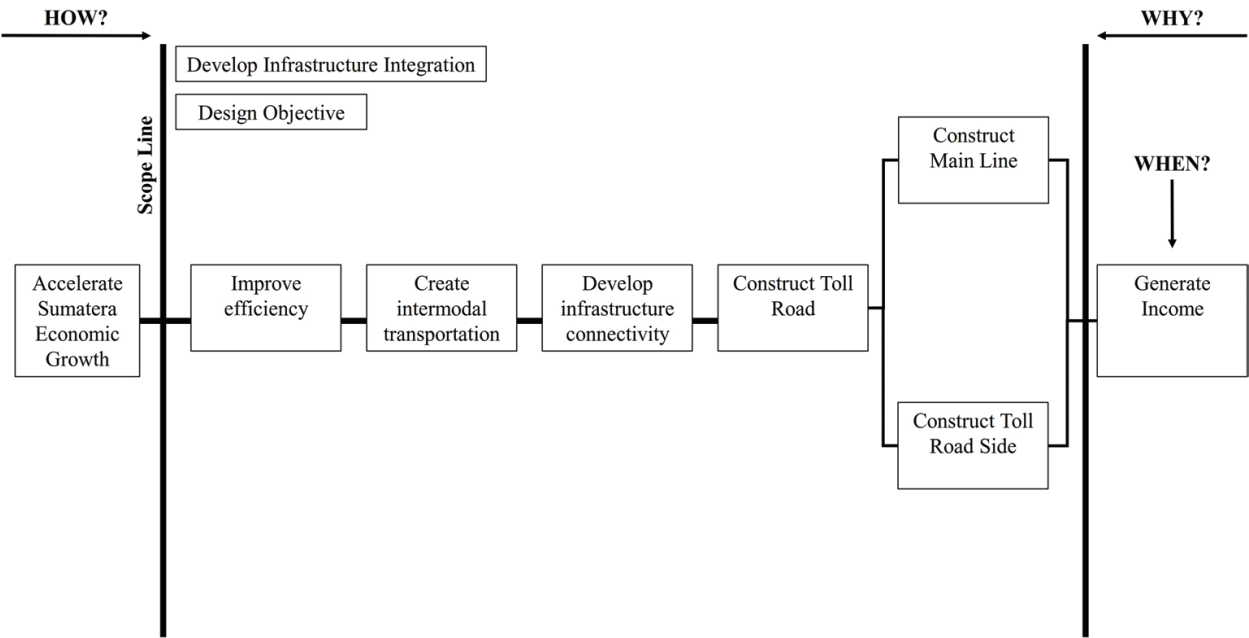 HOW?
WHY?
Develop Infrastructure Integration
Design Objective
Scope Line
Construct
Main Line
WHEN?
Accelerate
Sumatera
Economic
Growth
Improve
efficiency
Create
intermodal
transportation
Develop
infrastructure
connectivity
Construct Toll
Road
Generate
Income
Construct Toll
Road Side